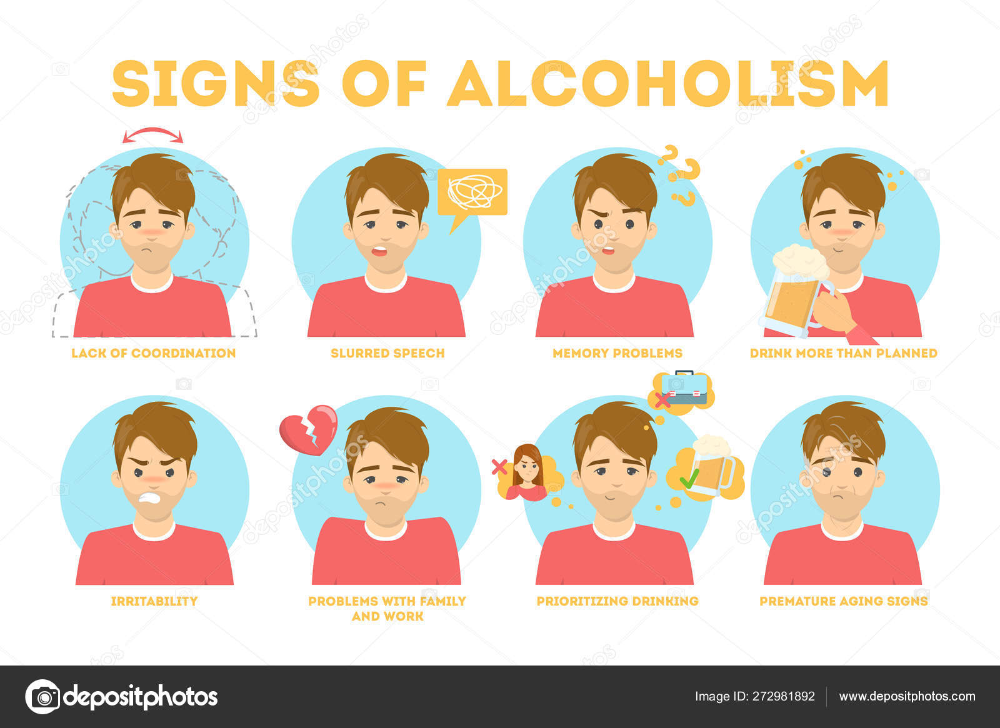 SIGNS OF ALCOHOLISM
LACK OF COORDINATION
SLURRED SPEECH
MEMORY PROBLEMS
DRINK MORE THAN PLANNED
IRRITABILITY
PROBLEMS WITH FAMILY
AND WORK
PRIORITIZING DRINKING
PREMATURE AGING SIGNS
depositphotos
Image ID: 272981892
www.depositphotos.com